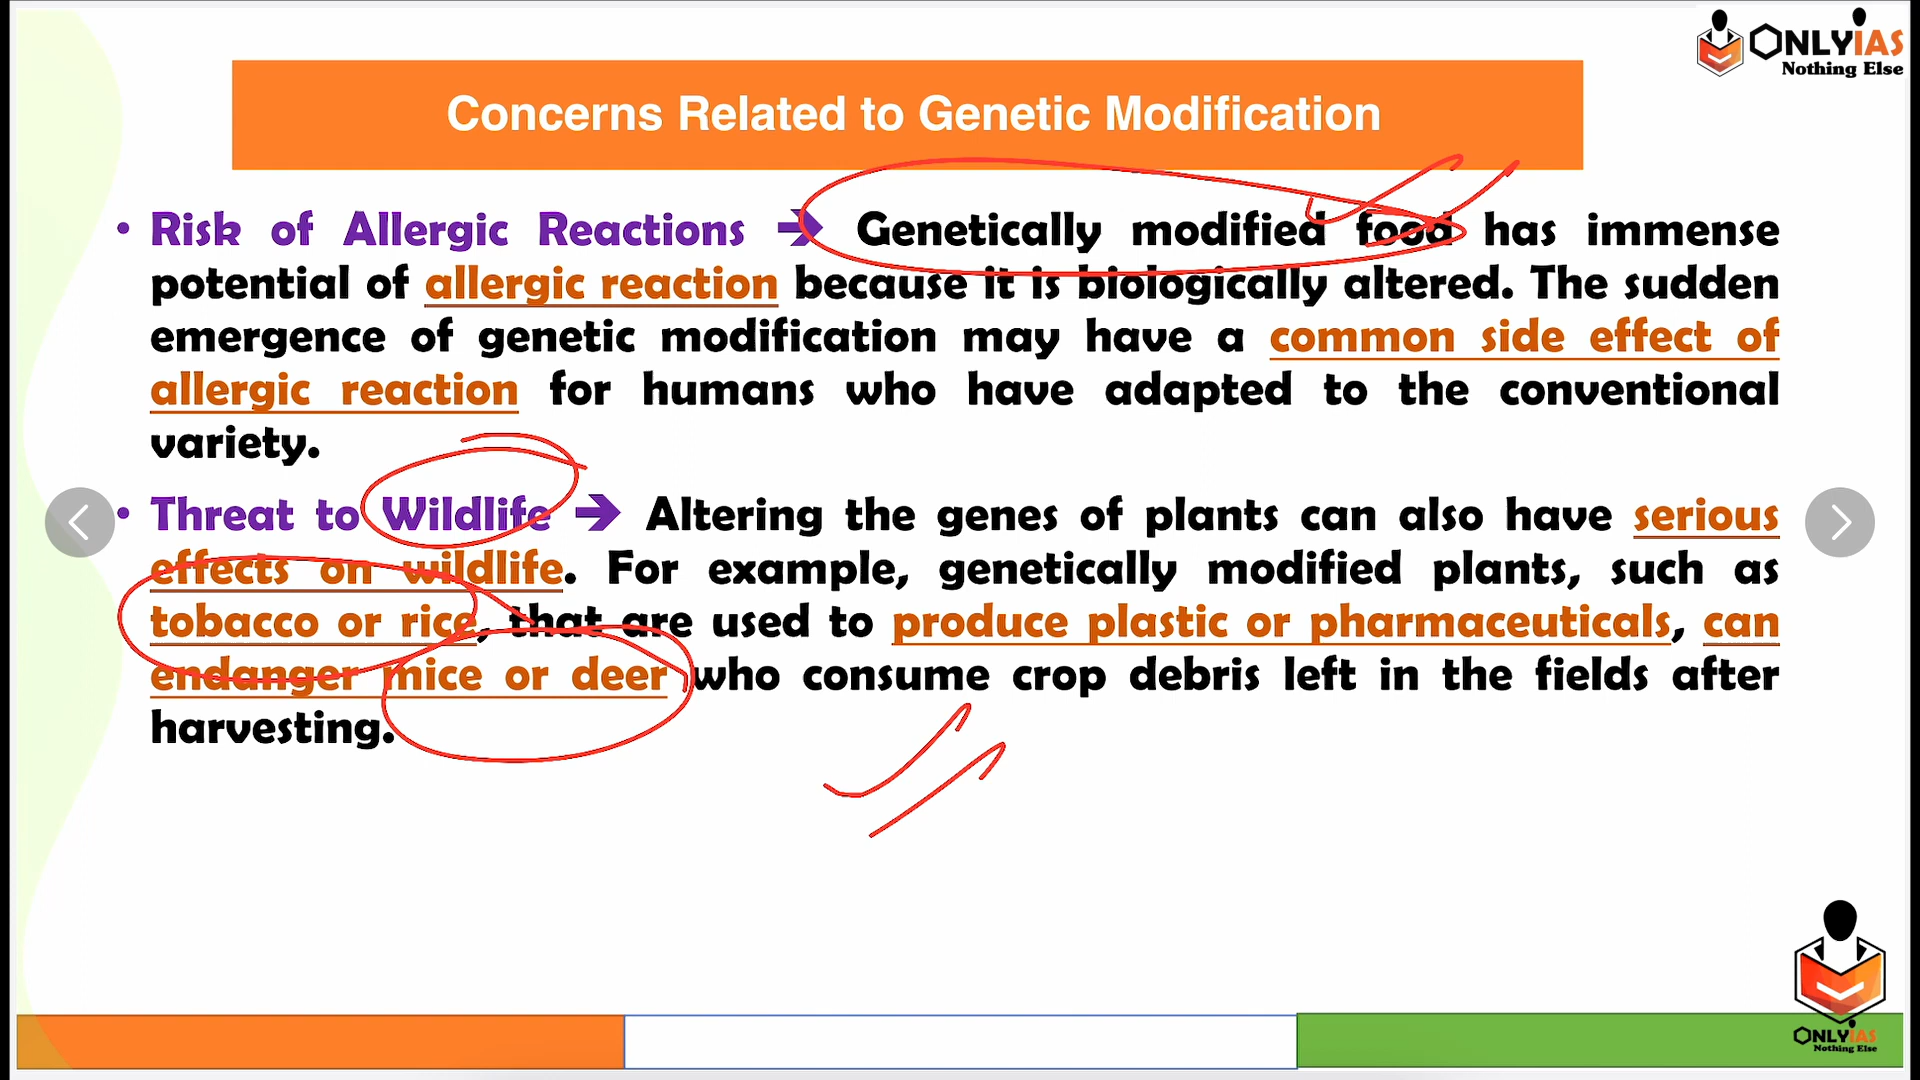 ONLYIAS
Nothing Else
Concerns Related to Genetic Modification
• Risk of Allergic Reactions → Genetically modified food has immense
potential of allergic reaction because it is biologically altered. The sudden
emergence of genetic modification may have a common side effect of
allergic reaction for humans who have adapted to the conventional
variety.
• Threat to Wildlife → Altering the genes of plants can also have serious
effects on wildlife. For example, genetically modified plants, such as
tobacco or rice, that are used to produce plastic or pharmaceuticals, can
endanger mice or deer who consume crop debris left in the fields after
harvesting.
ONLYIAS
Nothing Else